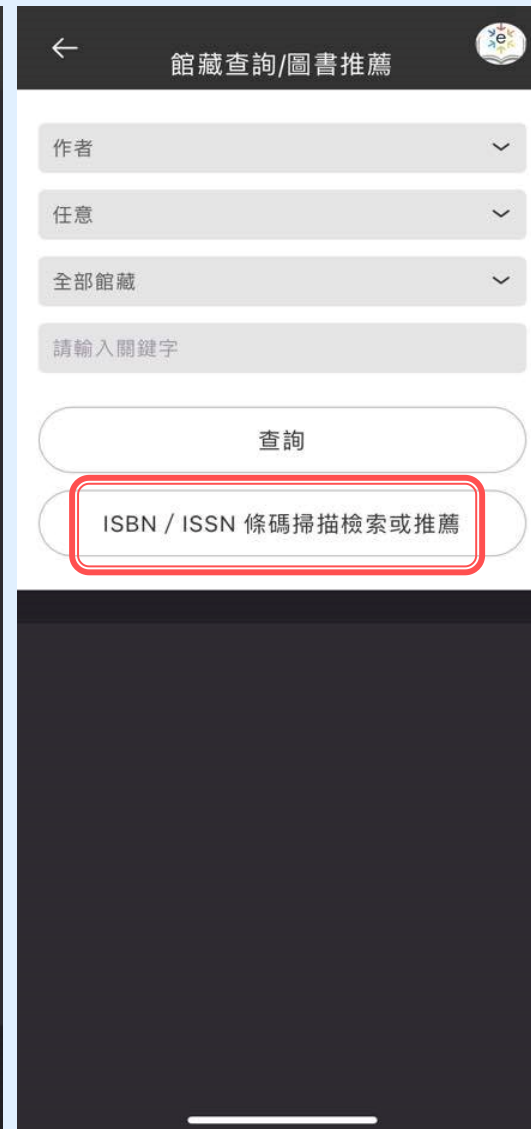 館藏查詢/圖書推薦
e
作者
任意
全部館藏
請輸入關鍵字
查詢
ISBN / ISSN 條碼掃描檢索或推薦